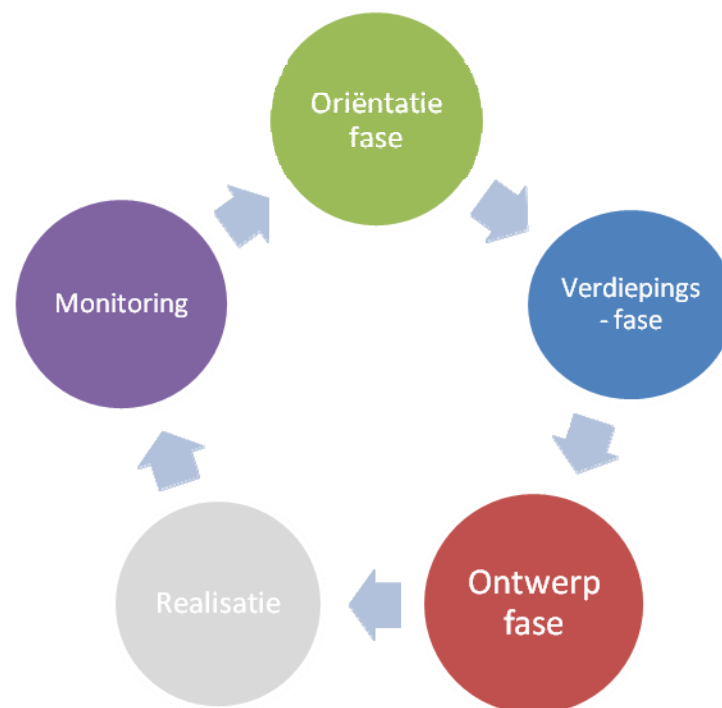 Oriëntatie
fase
Verdiepings
- fase
Ontwerp
fase
Realisatie
Monitoring